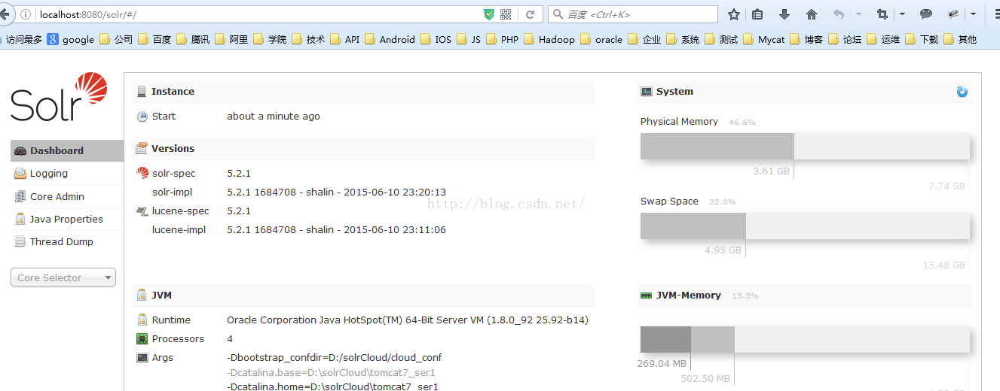 localhost:8080/solr/#/
百度 <Ctrl+K>
访问最多 google 公司 百度 腾讯 阿里 学院 技术 API Android IOS JS PHP Hadoop oracle 企业 系统 测试 Mycat 博客 论坛 运维 下载 其他
Solr
Dashboard
Logging
Core Admin
Java Properties
Thread Dump
Core Selector
Instance
Start about a minute ago
Versions
solr-spec 5.2.1
solr-impl 5.2.1 1684708 - shalin - 2015-06-10 23:20:13
lucene-spec 5.2.1
lucene-impl 5.2.1 1684708 - shalin - 2015-06-10 23:11:06
http://blog.csdn.net/
JVM
Runtime Oracle Corporation Java HotSpot(TM) 64-Bit Server VM (1.8.0_92 25.92-b14)
Processors 4
Args -Dbootstrap_confdir=D:/solrCloud/cloud_conf
-Dcatalina.base=D:\solrCloud\tomcat7_ser1
-Dcatalina.home=D:\solrCloud\tomcat7_ser1
System
Physical Memory 46.6%
3.61 GB
7.74 GB
Swap Space 32.0%
4.95 GB
15.48 GB
JVM-Memory 15.3%
269.04 MB
502.50 MB